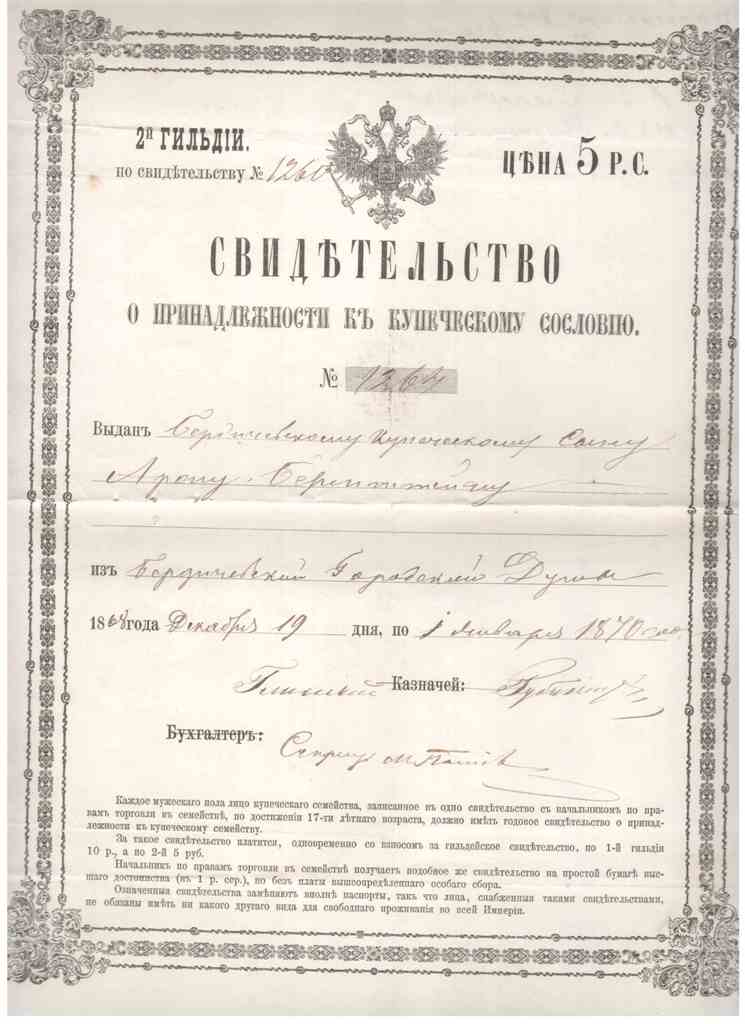 2й ГИЛЬДІИ.
по свидѣтельству № 1260
ЦѢНА 5 Р. С.
СВИДѢТЕЛЬСТВО
О ПРИНАДЛЕЖНОСТИ КЪ КУПЕЧЕСКОМУ СОСЛОВІЮ.
№ 1264
Выданъ Бердичевскому Купеческому Сыну
Арону
изъ Бердичевской Городской Думы
1868 года Декабря 19 дня, по 1 Января 1870 года
Казначей:
Бухгалтеръ:
Каждое мужескаго пола лицо купеческаго семейства, записанное въ одно свидѣтельство съ начальникомъ по пра-
вамъ торговли въ семействѣ, по достиженіи 17-ти лѣтняго возраста, должно имѣть годовое свидѣтельство о принад-
лежности къ купеческому семейству.
За такое свидѣтельство платится, одновременно со взносомъ за гильдейское свидѣтельство, по 1-й гильдіи
10 р., а по 2-й 5 руб.
Начальникъ по правамъ торговли въ семействѣ получаетъ подобное же свидѣтельство на простой бумагѣ выс-
шаго достоинства (въ 1 р. сер.), но безъ платы вышеопредѣленнаго особаго сбора.
Означенныя свидѣтельства замѣняютъ вполнѣ паспорты, такъ что лица, снабженныя такими свидѣтельствами,
не обязаны имѣть ни какого другаго вида для свободнаго проживанія во всей Имперіи.